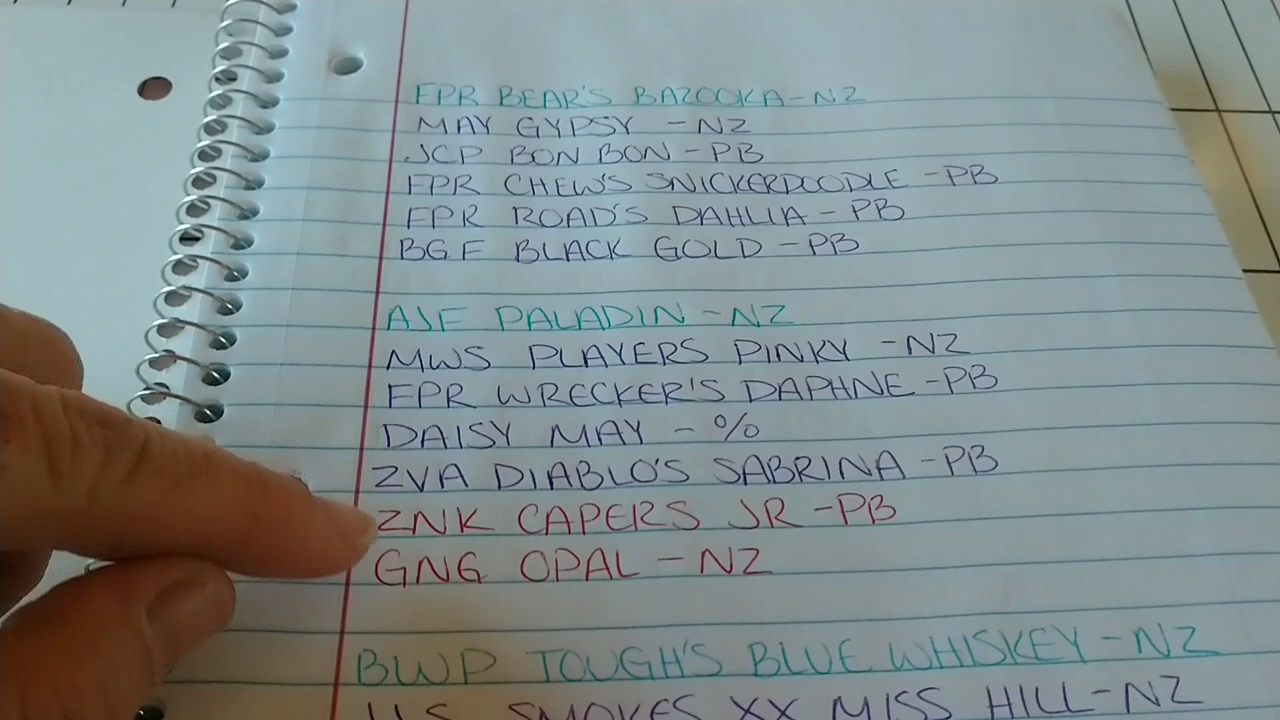 FPR BEAR'S BAZOOKA-NZ
MAY GYPSY -NZ
JCP BON BON-PB
FPR CHEW'S SNICKERDOODLE -PB
FPR ROAD'S DAHLIA-PB
BGF BLACK GOLD-PB
AJF PALADIN-NZ
MWS PLAYERS PINKY -NZ
FPR WRECKER'S DAPHNE-PB
DAISY MAY - %
ZVA DIABLO'S SABRINA-PB
ZNK CAPERS JR-PB
GNG OPAL-NZ
BWP TOUGH'S BLUE WHISKEY-NZ
SMOKES XX MISS HILL-NZ